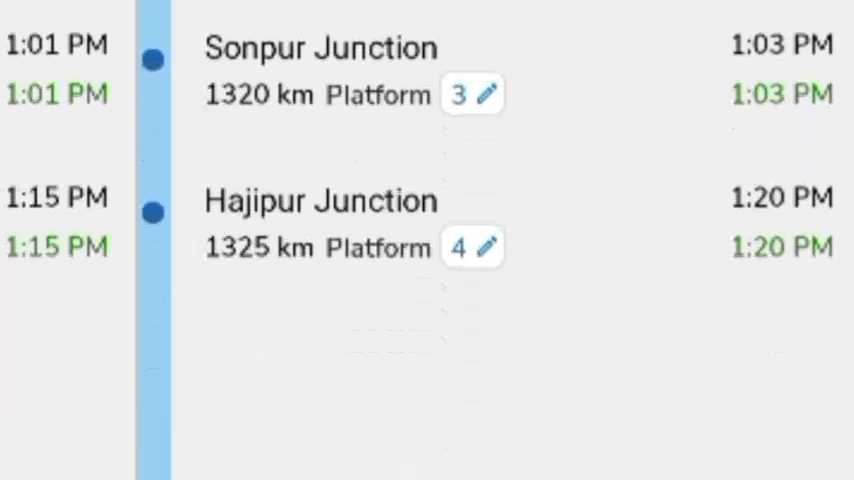 1:01 PM Sonpur Junction 1:03 PM
1:01 PM 1320 km Platform 3 1:03 PM
1:15 PM Hajipur Junction 1:20 PM
1:15 PM 1325 km Platform 4 1:20 PM